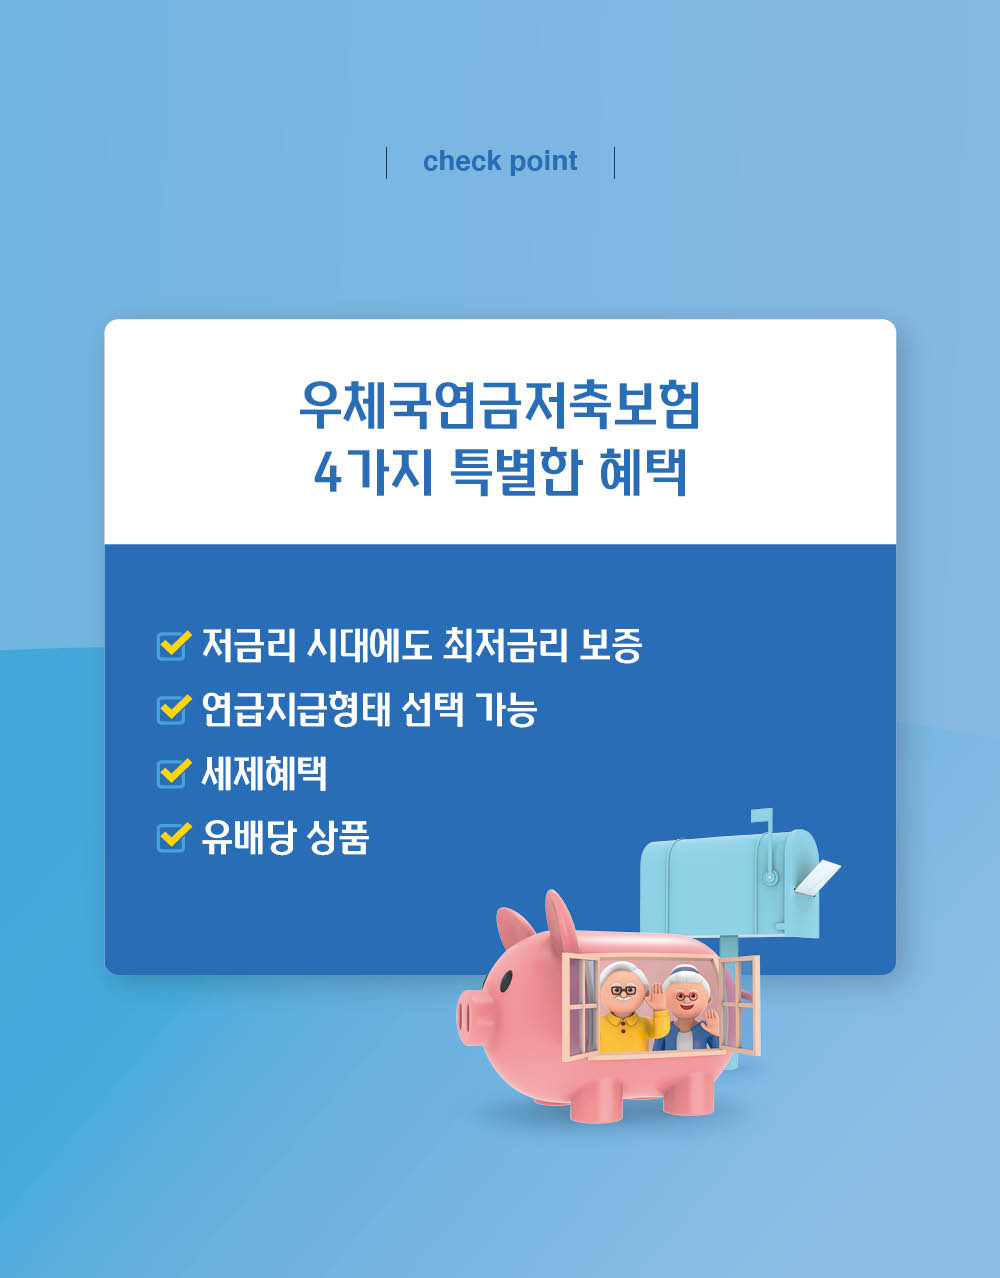 check point
우체국연금저축보험
4가지 특별한 혜택
저금리 시대에도 최저금리 보증
연급지급형태 선택 가능
세제혜택
유배당 상품